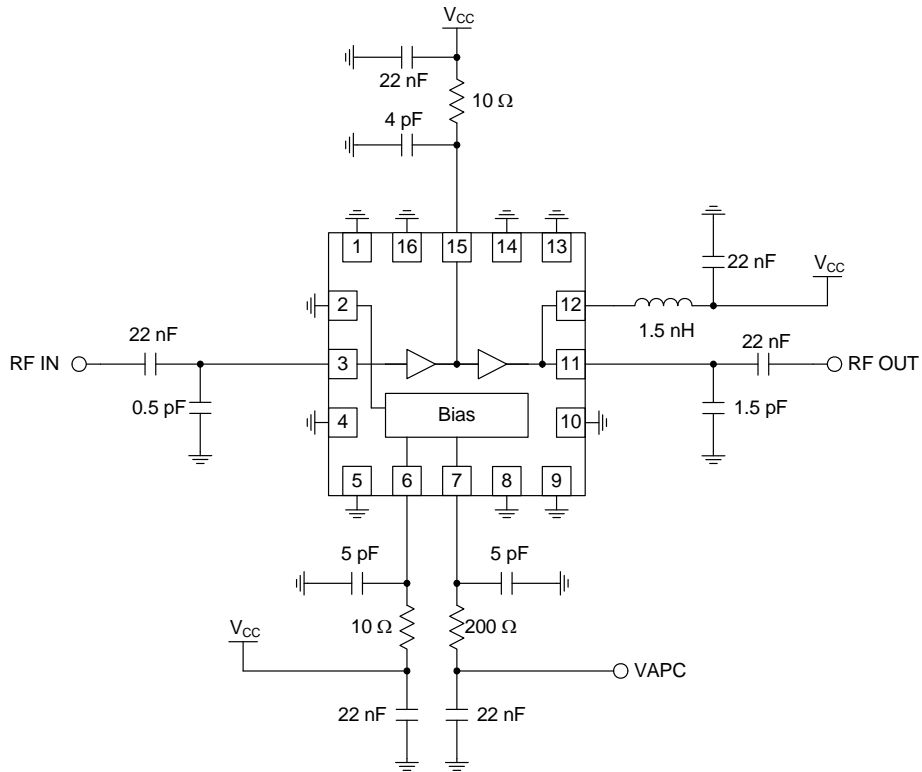 VCC
22 nF
10 Ω
4 pF
1
16
15
14
13
22 nF
VCC
2
12
1.5 nH
22 nF
RF IN
3
11
22 nF
RF OUT
0.5 pF
4
Bias
10
1.5 pF
5
6
7
8
9
5 pF
5 pF
VCC
10 Ω
200 Ω
VAPC
22 nF
22 nF